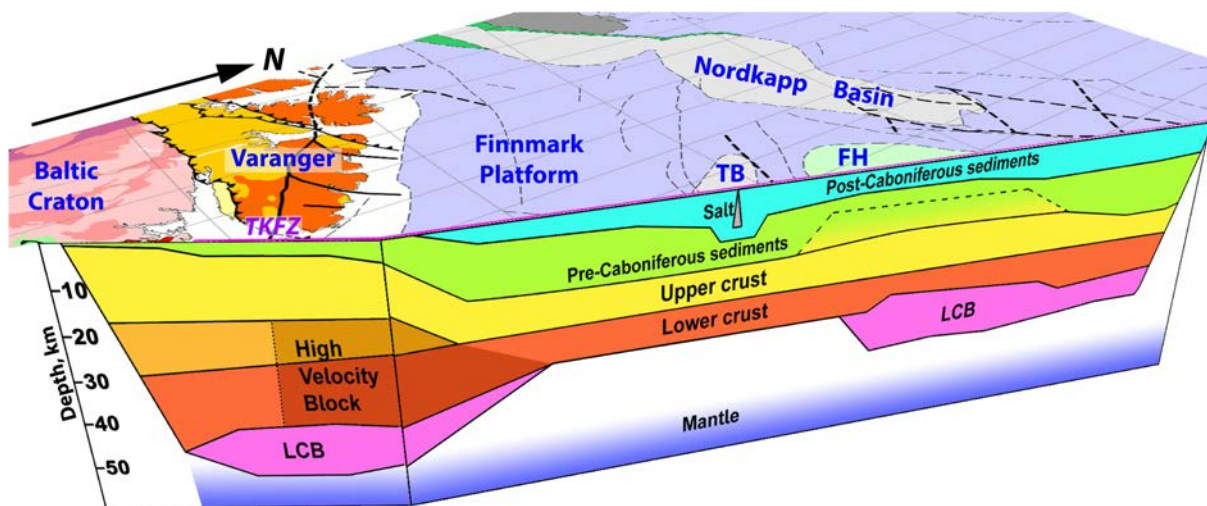 N
Nordkapp
Basin
Baltic
Craton
Varanger
Finnmark
Platform
TB
FH
TKFZ
Salt
Post-Caboniferous sediments
Pre-Caboniferous sediments
Upper crust
Lower crust
LCB
High
Velocity
Block
LCB
Mantle
Depth, km
10
20
30
40
50